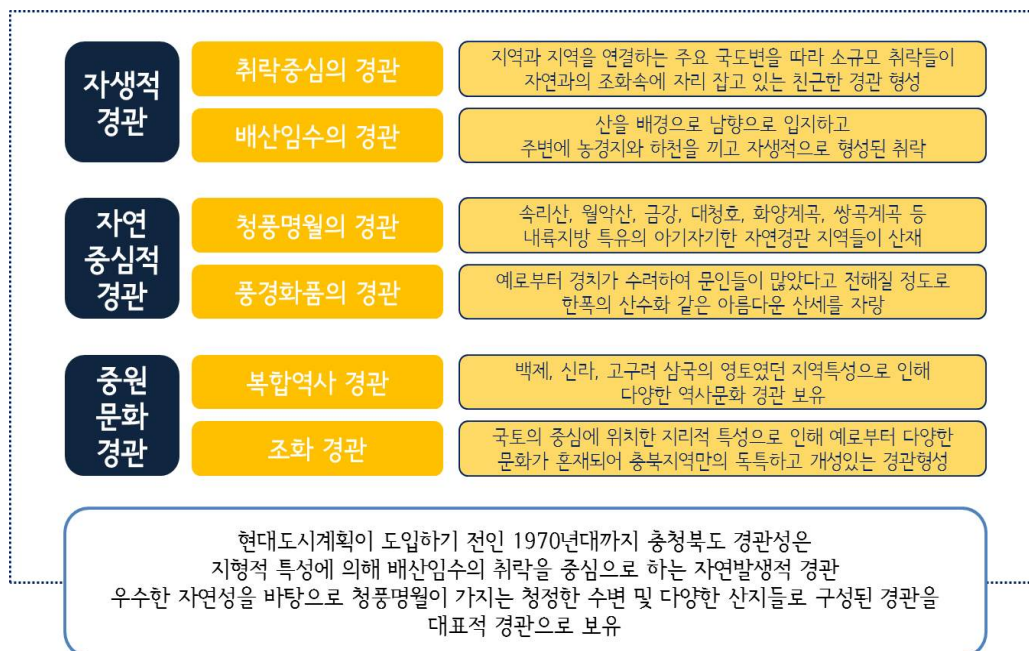 자생적
경관
취락중심의 경관
지역과 지역을 연결하는 주요 국도변을 따라 소규모 취락들이
자연과의 조화속에 자리 잡고 있는 친근한 경관 형성
배산임수의 경관
산을 배경으로 남향으로 입지하고
주변에 농경지와 하천을 끼고 자생적으로 형성된 취락
자연
중심적
경관
청풍명월의 경관
속리산, 월악산, 금강, 대청호, 화양계곡, 쌍곡계곡 등
내륙지방 특유의 아기자기한 자연경관 지역들이 산재
풍경화품의 경관
예로부터 경치가 수려하여 문인들이 많았다고 전해질 정도로
한폭의 산수화 같은 아름다운 산세를 자랑
중원
문화
경관
복합역사 경관
백제, 신라, 고구려 삼국의 영토였던 지역특성으로 인해
다양한 역사문화 경관 보유
조화 경관
국토의 중심에 위치한 지리적 특성으로 인해 예로부터 다양한
문화가 혼재되어 충북지역만의 독특하고 개성있는 경관형성
현대도시계획이 도입하기 전인 1970년대까지 충청북도 경관성은
지형적 특성에 의해 배산임수의 취락을 중심으로 하는 자연발생적 경관
우수한 자연성을 바탕으로 청풍명월이 가지는 청정한 수변 및 다양한 산지들로 구성된 경관을
대표적 경관으로 보유